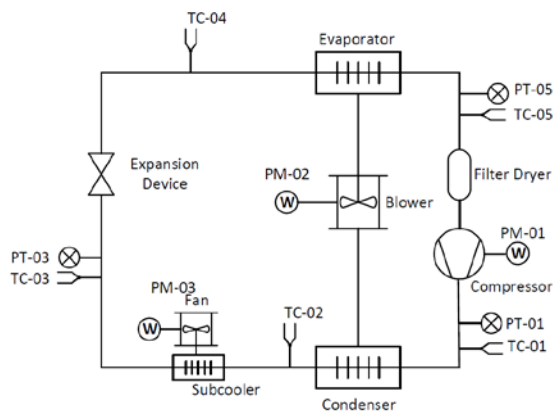 TC-04
Evaporator
PT-05
TC-05
Expansion
Device
PM-02
W
Blower
Filter Dryer
PM-01
W
Compressor
PT-03
TC-03
PM-03
Fan
W
TC-02
PT-01
TC-01
Subcooler
Condenser